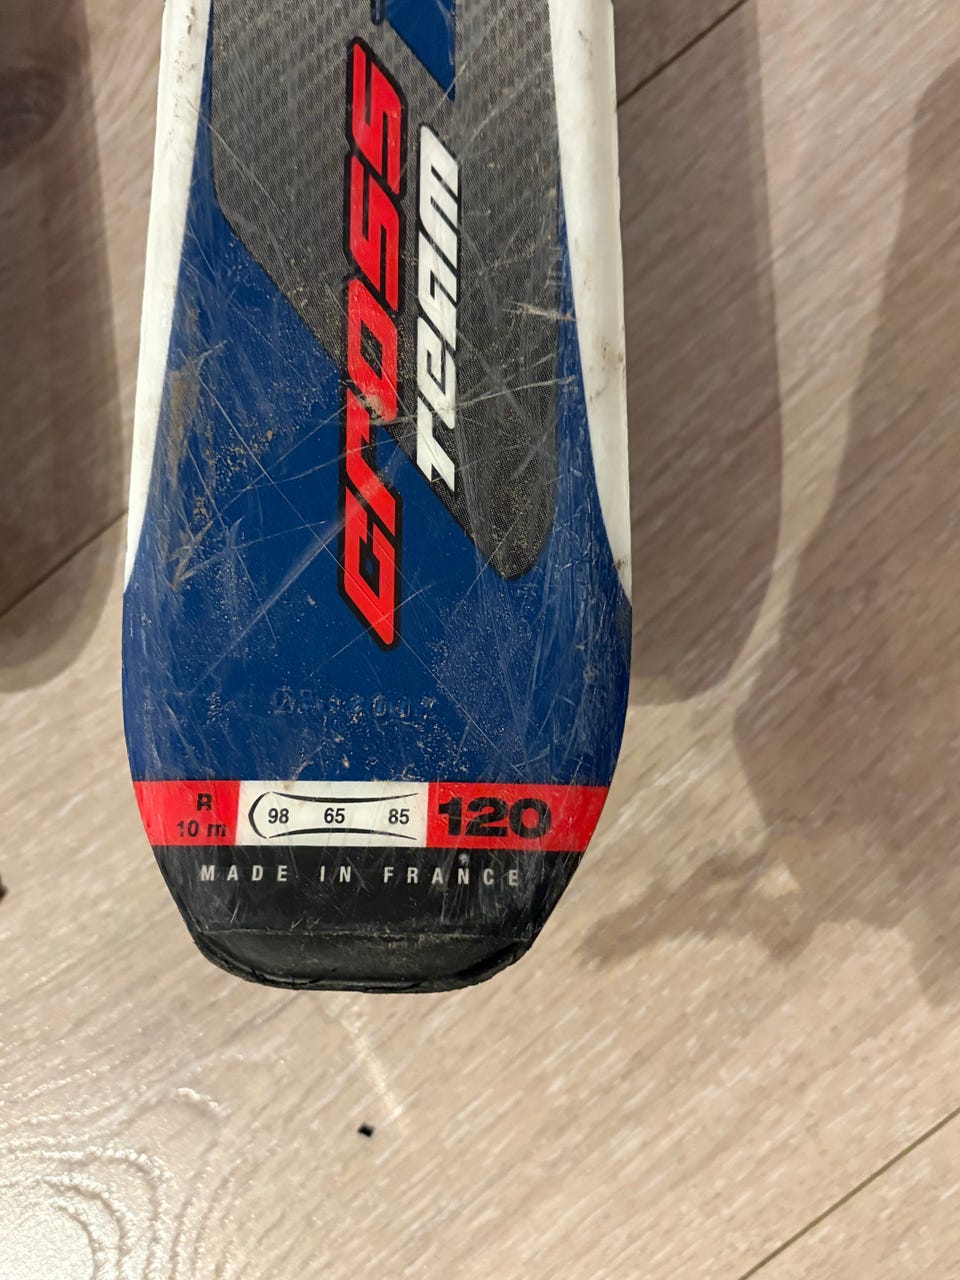 cross
Team
R
10 m
98 65 85
120
MADE IN FRANCE